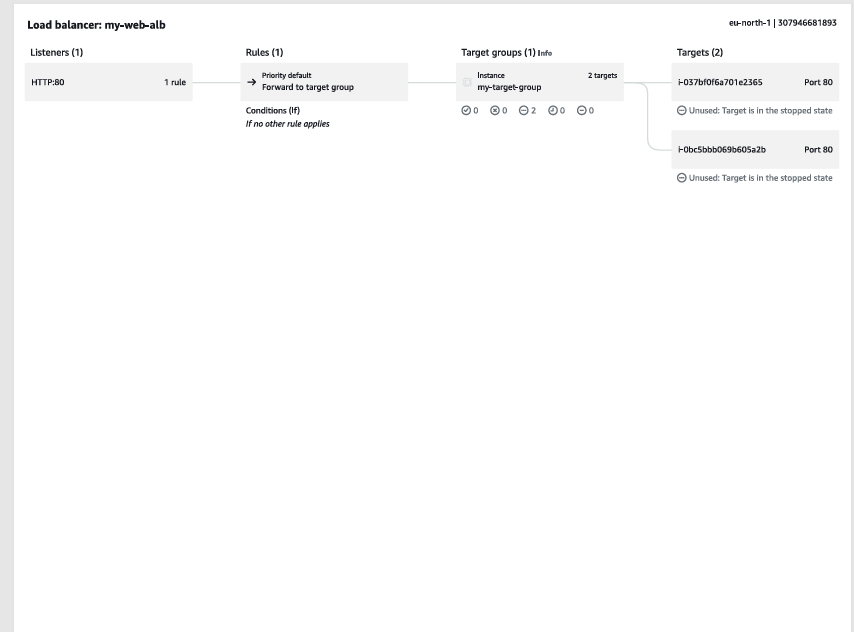 Load balancer: my-web-alb
eu-north-1 | 307946681893
Listeners (1)
HTTP:80 1 rule
Rules (1)
Priority default
Forward to target group
Conditions (If)
If no other rule applies
Target groups (1) Info
Instance 2 targets
my-target-group
0 0 2 0 0
Targets (2)
i-037bf0f6a701e2365 Port 80
Unused: Target is in the stopped state
i-0bc5bbb069b605a2b Port 80
Unused: Target is in the stopped state